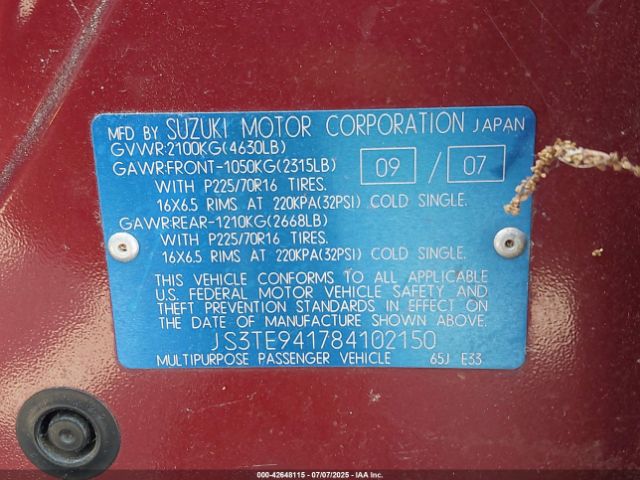 MFD BY SUZUKI MOTOR CORPORATION JAPAN
GVWR:2100KG(4630LB)
GAWR:FRONT-1050KG(2315LB) 09 / 07
WITH P225/70R16 TIRES.
16X6.5 RIMS AT 220KPA(32PSI) COLD SINGLE.
GAWR:REAR-1210KG(2668LB)
WITH P225/70R16 TIRES.
16X6.5 RIMS AT 220KPA(32PSI) COLD SINGLE.
THIS VEHICLE CONFORMS TO ALL APPLICABLE
U.S. FEDERAL MOTOR VEHICLE SAFETY AND
THEFT PREVENTION STANDARDS IN EFFECT ON
THE DATE OF MANUFACTURE SHOWN ABOVE.
JS3TE941784102150
MULTIPURPOSE PASSENGER VEHICLE 65J E33
000-42648115 - 07/07/2025 - IAA Inc.